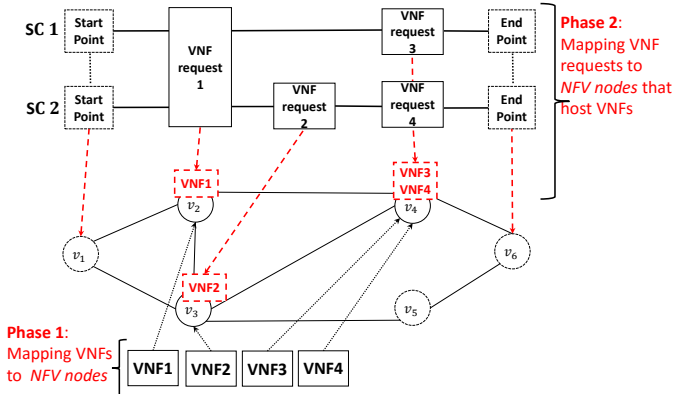 SC 1
Start
Point
VNF
request
1
VNF
request
3
End
Point
Phase 2:
Mapping VNF
requests to
NFV nodes that
host VNFs
SC 2
Start
Point
VNF
request
2
VNF
request
4
End
Point
VNF1
v₂
VNF3
VNF4
v₄
v₁
v₆
VNF2
v₃
v₅
Phase 1:
Mapping VNFs
to NFV nodes
VNF1
VNF2
VNF3
VNF4